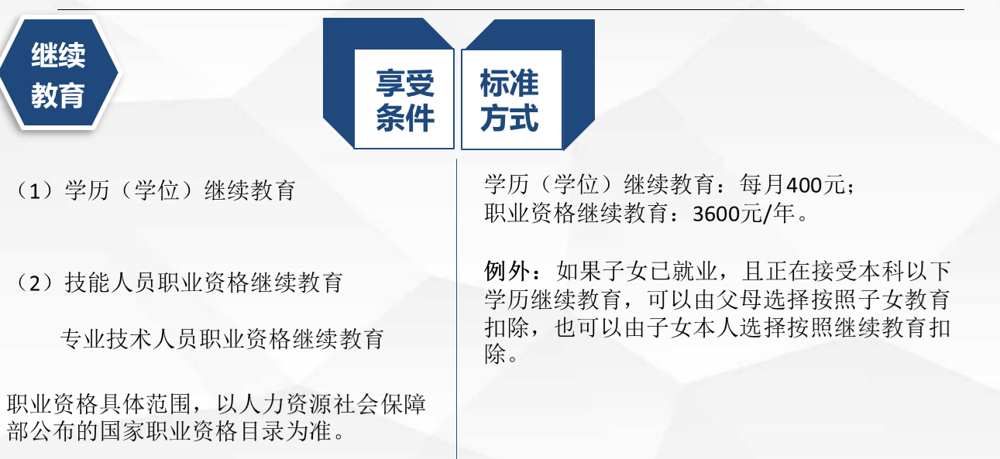 继续
教育
享受
条件
标准
方式
（1）学历（学位）继续教育
（2）技能人员职业资格继续教育
专业技术人员职业资格继续教育
职业资格具体范围，以人力资源社会保障
部公布的国家职业资格目录为准。
学历（学位）继续教育：每月400元；
职业资格继续教育：3600元/年。
例外：如果子女已就业，且正在接受本科以下
学历继续教育，可以由父母选择按照子女教育
扣除，也可以由子女本人选择按照继续教育扣
除。